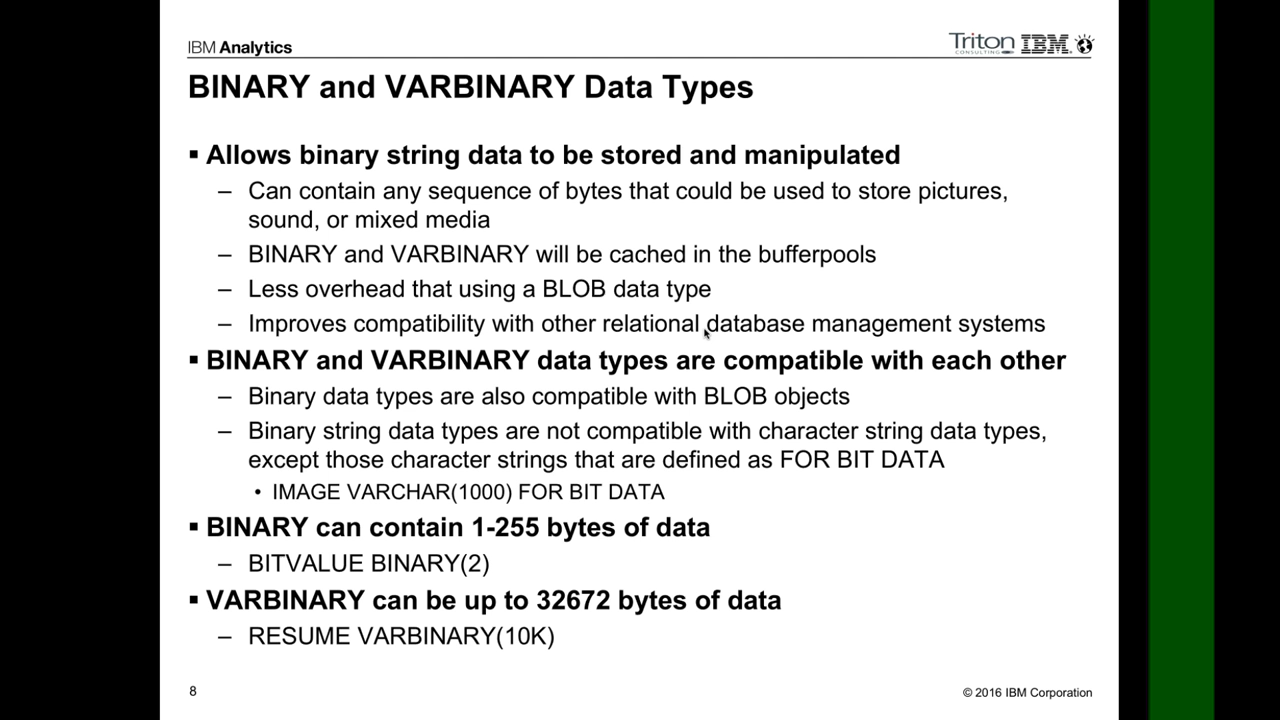 IBM Analytics
Triton
CONSULTING
IBM
BINARY and VARBINARY Data Types
▪ Allows binary string data to be stored and manipulated
– Can contain any sequence of bytes that could be used to store pictures,
sound, or mixed media
– BINARY and VARBINARY will be cached in the bufferpools
– Less overhead that using a BLOB data type
– Improves compatibility with other relational database management systems
▪ BINARY and VARBINARY data types are compatible with each other
– Binary data types are also compatible with BLOB objects
– Binary string data types are not compatible with character string data types,
except those character strings that are defined as FOR BIT DATA
• IMAGE VARCHAR(1000) FOR BIT DATA
▪ BINARY can contain 1-255 bytes of data
– BITVALUE BINARY(2)
▪ VARBINARY can be up to 32672 bytes of data
– RESUME VARBINARY(10K)
8
© 2016 IBM Corporation